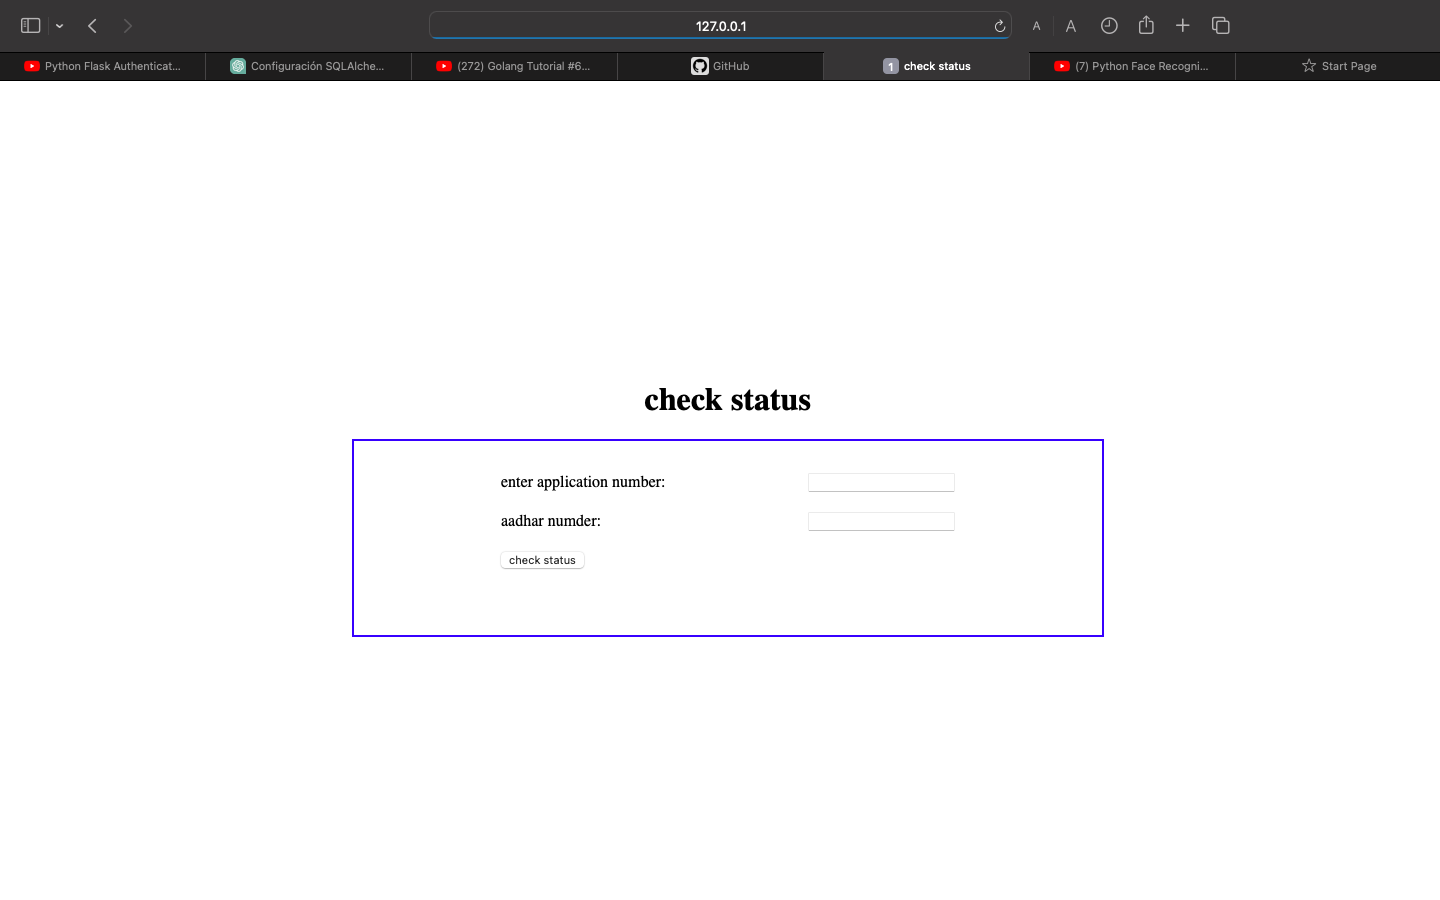 127.0.0.1
A A
Python Flask Authenticat...
Configuración SQLAlche...
(272) Golang Tutorial #6...
GitHub
1 check status
(7) Python Face Recogni...
Start Page
check status
enter application number:
aadhar numder:
check status